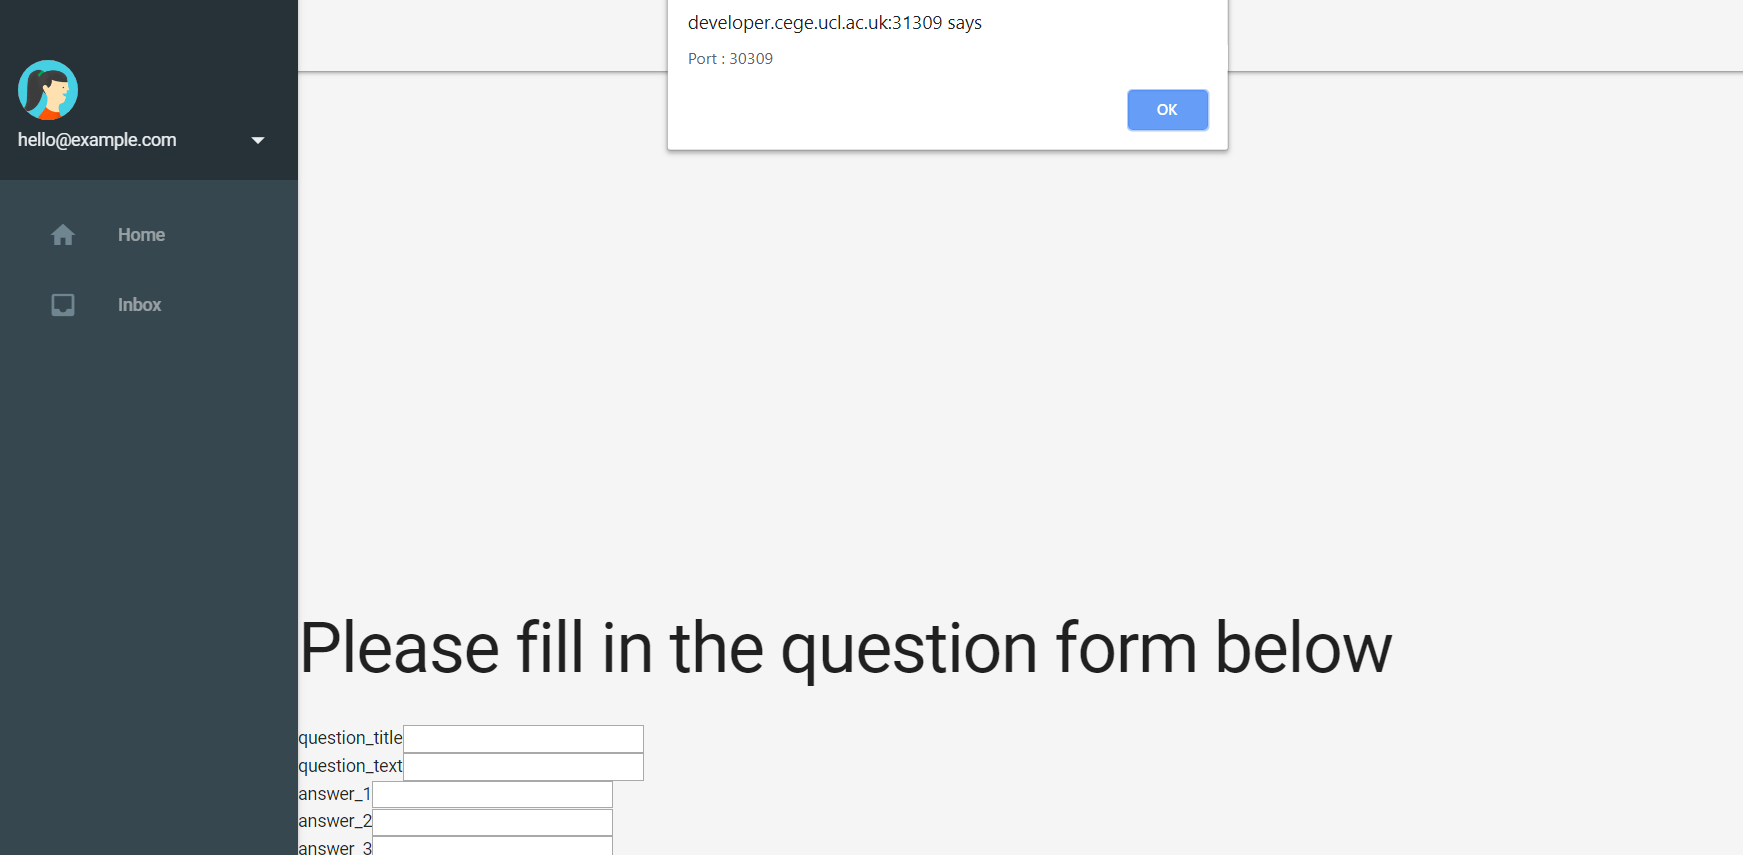 developer.cege.ucl.ac.uk:31309 says
Port : 30309
OK
hello@example.com
Home
Inbox
Please fill in the question form below
question_title
question_text
answer_1
answer_2
answer_3